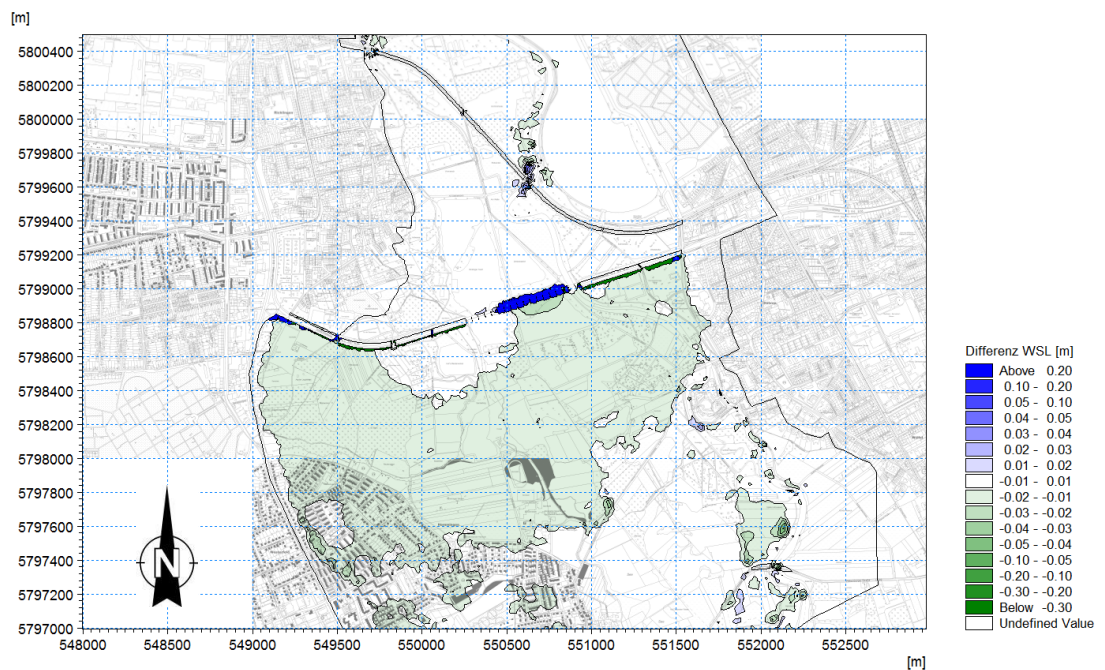 [m]
5800400
5800200
5800000
5799800
5799600
5799400
5799200
5799000
5798800
5798600
5798400
5798200
5798000
5797800
5797600
5797400
5797200
5797000
N
548000 548500 549000 549500 550000 550500 551000 551500 552000 552500
[m]
Differenz WSL [m]
Above 0.20
0.10 - 0.20
0.05 - 0.10
0.04 - 0.05
0.03 - 0.04
0.02 - 0.03
0.01 - 0.02
-0.01 - 0.01
-0.02 - -0.01
-0.03 - -0.02
-0.04 - -0.03
-0.05 - -0.04
-0.10 - -0.05
-0.20 - -0.10
-0.30 - -0.20
Below -0.30
Undefined Value